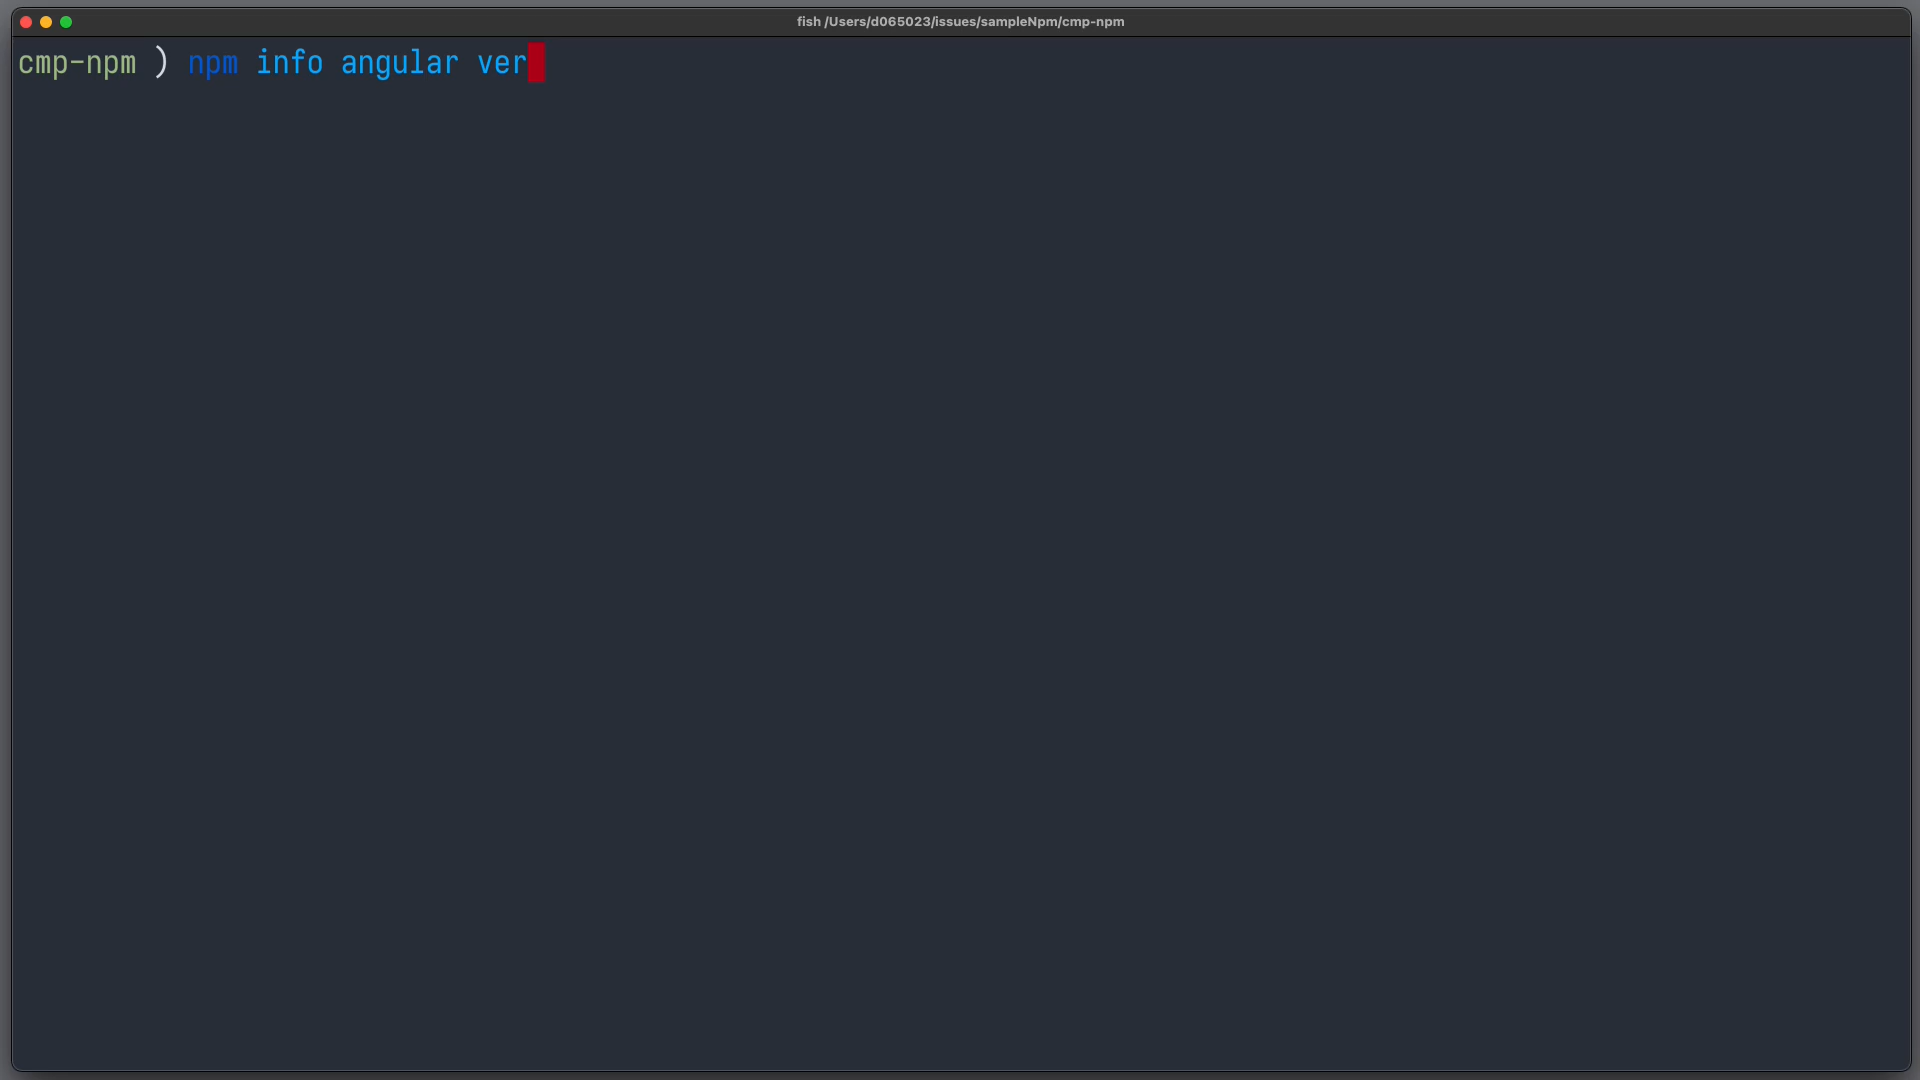 fish /Users/d065023/issues/sampleNpm/cmp-npm
cmp-npm ) npm info angular ver